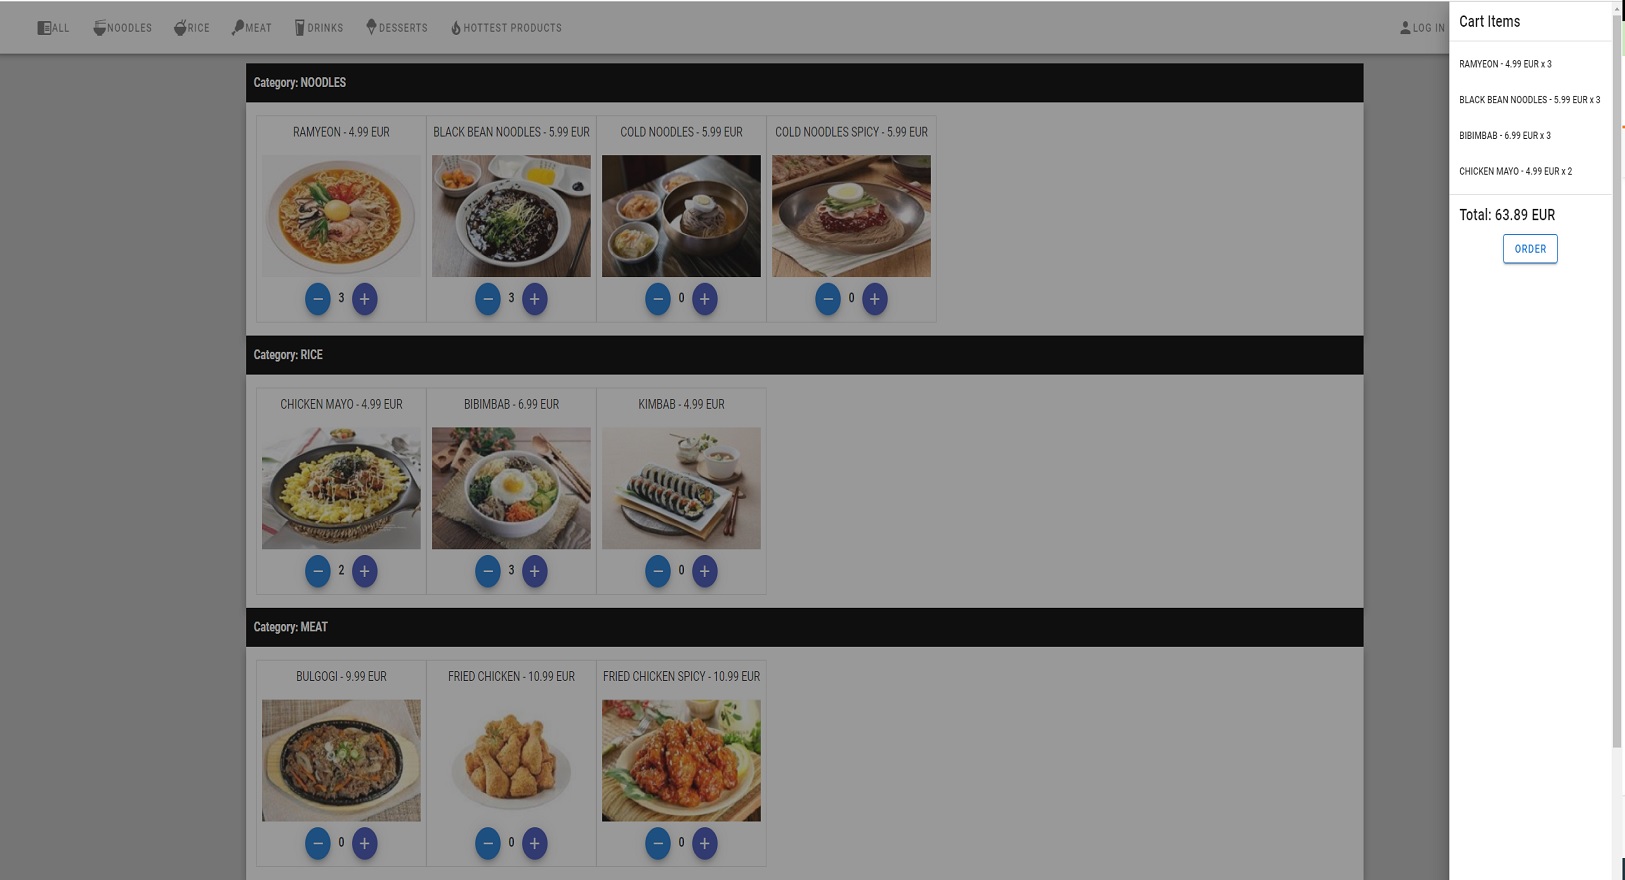 ALL NOODLES RICE MEAT DRINKS DESSERTS HOTTEST PRODUCTS LOG IN
Category: NOODLES
RAMYEON - 4.99 EUR BLACK BEAN NOODLES - 5.99 EUR COLD NOODLES - 5.99 EUR COLD NOODLES SPICY - 5.99 EUR
− 3 + − 3 + − 0 + − 0 +
Category: RICE
CHICKEN MAYO - 4.99 EUR BIBIMBAB - 6.99 EUR KIMBAB - 4.99 EUR
− 2 + − 3 + − 0 +
Category: MEAT
BULGOGI - 9.99 EUR FRIED CHICKEN - 10.99 EUR FRIED CHICKEN SPICY - 10.99 EUR
− 0 + − 0 + − 0 +
Cart Items
RAMYEON - 4.99 EUR x 3
BLACK BEAN NOODLES - 5.99 EUR x 3
BIBIMBAB - 6.99 EUR x 3
CHICKEN MAYO - 4.99 EUR x 2
Total: 63.89 EUR
ORDER